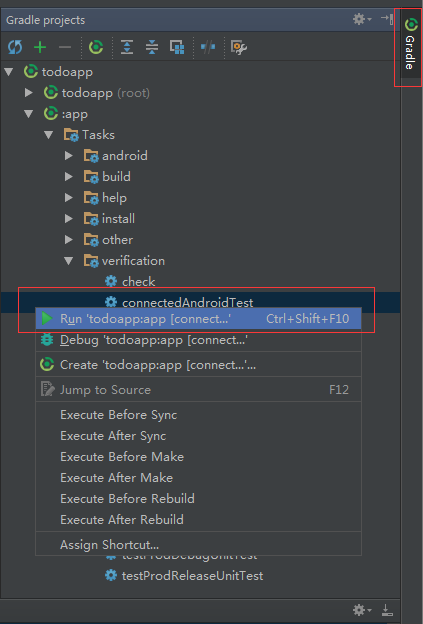 Gradle projects
Gradle
todoapp
todoapp (root)
:app
Tasks
android
build
help
install
other
verification
check
connectedAndroidTest
Run 'todoapp:app [connect...' Ctrl+Shift+F10
Debug 'todoapp:app [connect...'
Create 'todoapp:app [connect...'...
Jump to Source F12
Execute Before Sync
Execute After Sync
Execute Before Make
Execute After Make
Execute Before Rebuild
Execute After Rebuild
Assign Shortcut...
testProdDebugUnitTest
testProdReleaseUnitTest